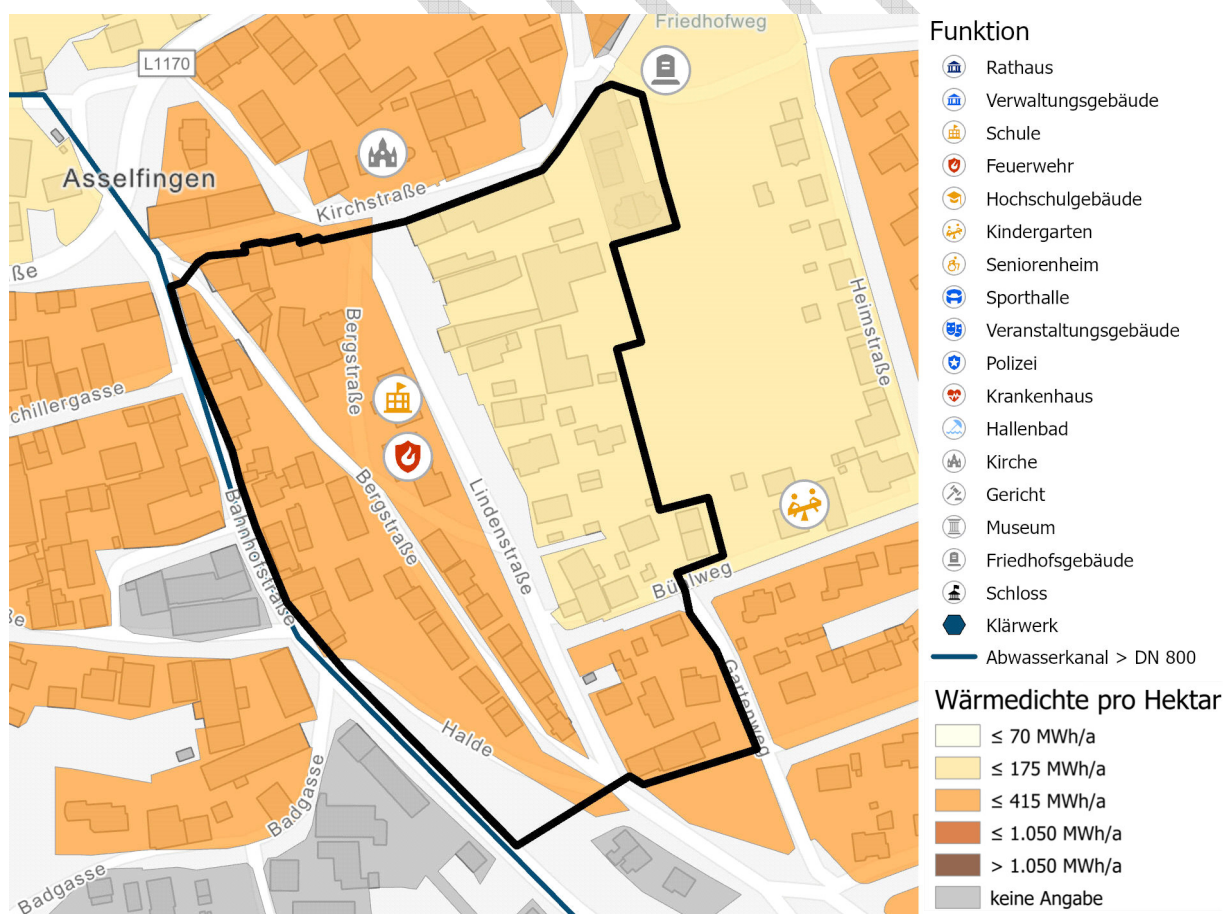 Friedhofweg
L1170
Asselfingen
Kirchstraße
ße
Bergstraße
Heimstraße
chillergasse
Bergstraße
Lindenstraße
Bahnhofstraße
ße
Gartenweg
Halde
Badgasse
Badgasse
Funktion
Rathaus
Verwaltungsgebäude
Schule
Feuerwehr
Hochschulgebäude
Kindergarten
Seniorenheim
Sporthalle
Veranstaltungsgebäude
Polizei
Krankenhaus
Hallenbad
Kirche
Gericht
Museum
Friedhofsgebäude
Schloss
Klärwerk
Abwasserkanal > DN 800
Wärmedichte pro Hektar
≤ 70 MWh/a
≤ 175 MWh/a
≤ 415 MWh/a
≤ 1.050 MWh/a
> 1.050 MWh/a
keine Angabe